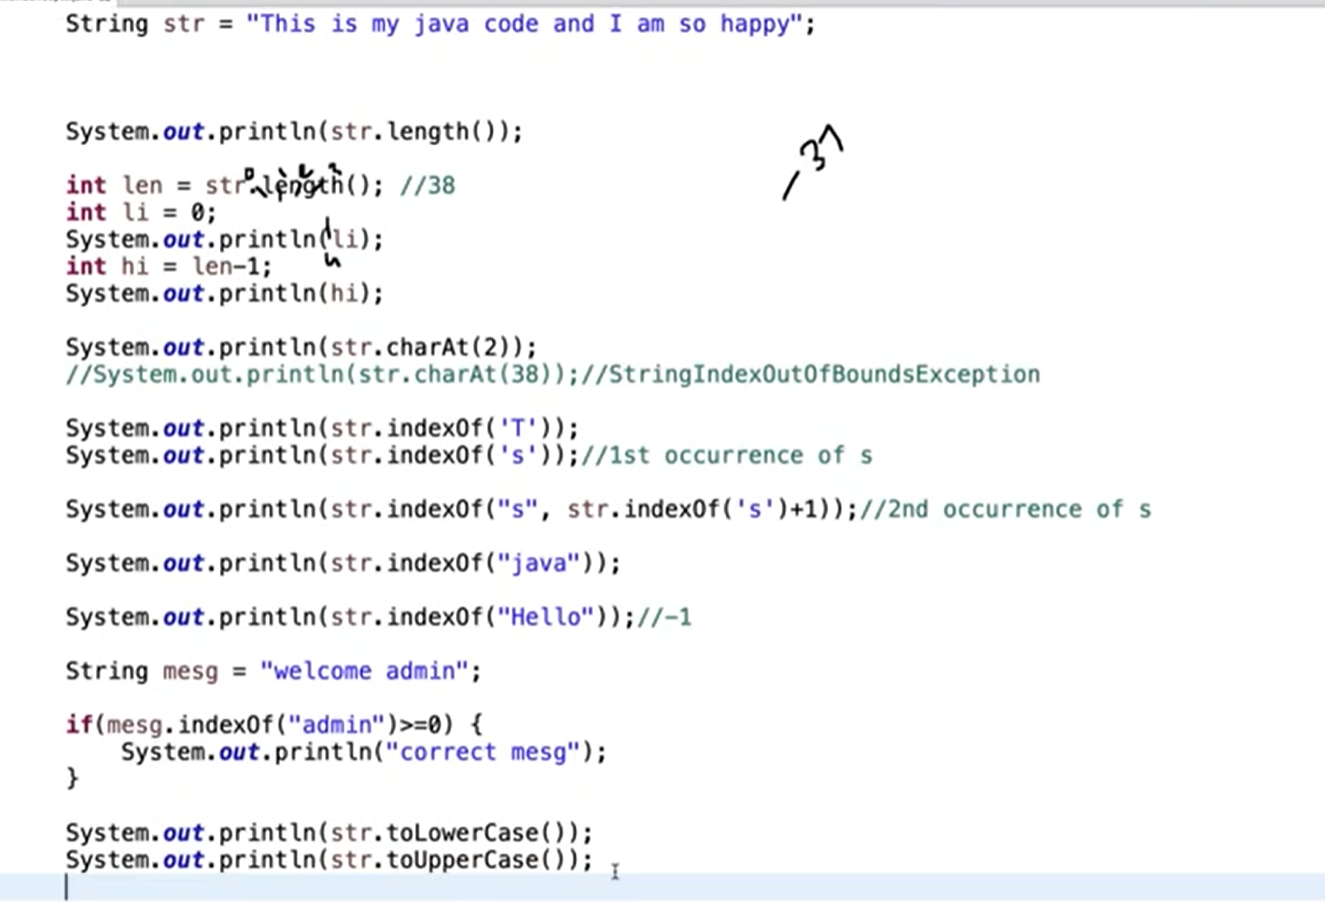 String str = "This is my java code and I am so happy";
System.out.println(str.length());
37
0 1 2 3
int len = str.length(); //38
int li = 0;
System.out.println(li);
int hi = len-1;
System.out.println(hi);
System.out.println(str.charAt(2));
//System.out.println(str.charAt(38));//StringIndexOutOfBoundsException
System.out.println(str.indexOf('T'));
System.out.println(str.indexOf('s'));//1st occurrence of s
System.out.println(str.indexOf("s", str.indexOf('s')+1));//2nd occurrence of s
System.out.println(str.indexOf("java"));
System.out.println(str.indexOf("Hello"));//-1
String mesg = "welcome admin";
if(mesg.indexOf("admin")>=0) {
System.out.println("correct mesg");
}
System.out.println(str.toLowerCase());
System.out.println(str.toUpperCase());